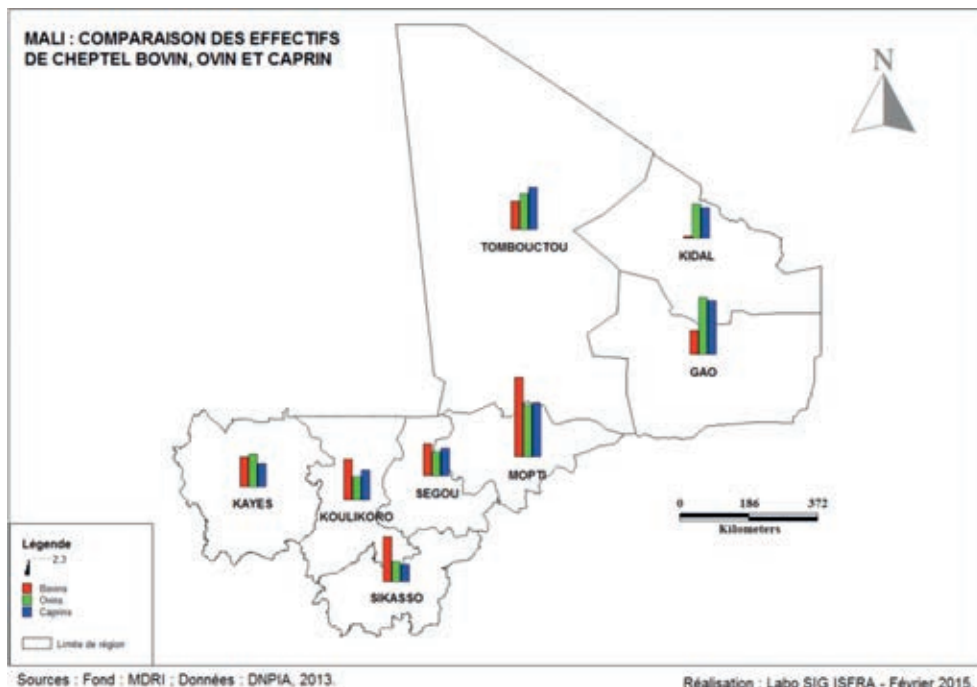 MALI : COMPARAISON DES EFFECTIFS
DE CHEPTEL BOVIN, OVIN ET CAPRIN
N
TOMBOUCTOU
KIDAL
GAO
MOPTI
SEGOU
KAYES
KOULIKORO
SIKASSO
0 186 372
Kilometers
Légende
2,3
Bovins
Ovins
Caprins
Limite de région
Sources : Fond : MDRI ; Données : DNPIA, 2013.
Réalisation : Labo SIG ISFRA - Février 2015